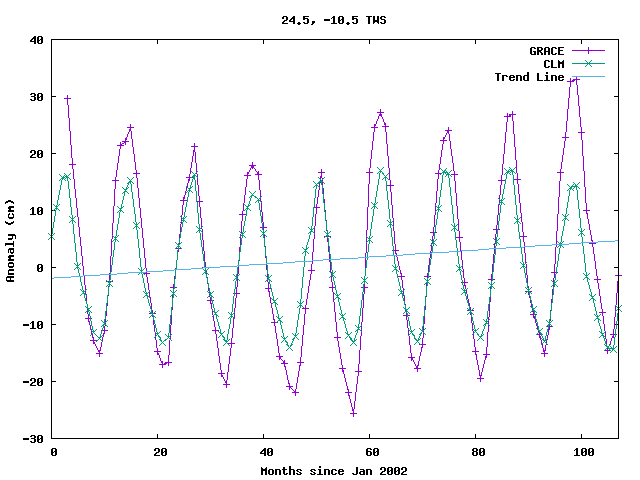 24.5, -10.5 TWS
GRACE
CLM
Trend Line
40
30
20
10
0
-10
-20
-30
Anomaly (cm)
0 20 40 60 80 100
Months since Jan 2002